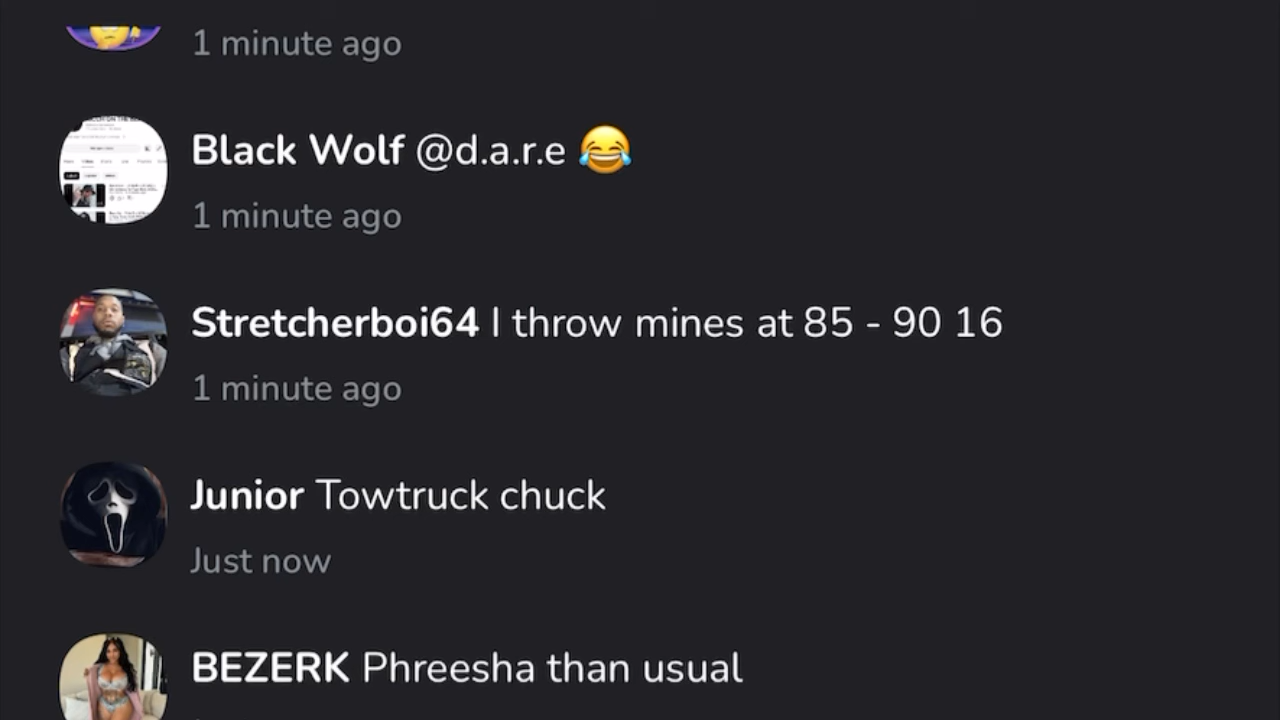 1 minute ago
Black Wolf @d.a.r.e 😂
1 minute ago
Stretcherboi64 I throw mines at 85 - 90 16
1 minute ago
Junior Towtruck chuck
Just now
BEZERK Phreesha than usual